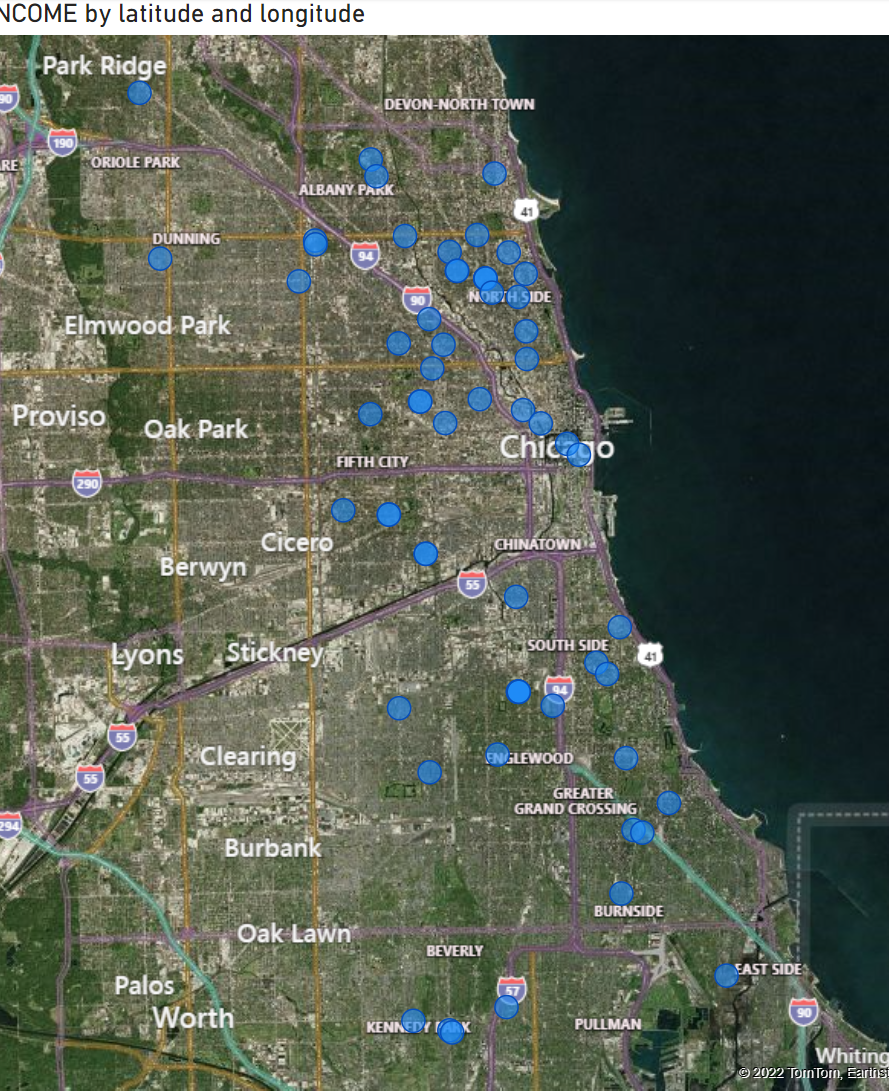 NCOME by latitude and longitude
Park Ridge
90
DEVON-NORTH TOWN
190
ARE
ORIOLE PARK
ALBANY PARK
41
DUNNING
94
90
NORTH SIDE
Elmwood Park
Proviso
Oak Park
Chicago
FIFTH CITY
290
Cicero
CHINATOWN
Berwyn
55
SOUTH SIDE
Lyons
Stickney
41
94
55
Clearing
ENGLEWOOD
55
GREATER
GRAND CROSSING
294
Burbank
BURNSIDE
Oak Lawn
BEVERLY
EAST SIDE
Palos
57
Worth
90
KENNEDY PARK
PULLMAN
Whiting
© 2022 TomTom, Earths